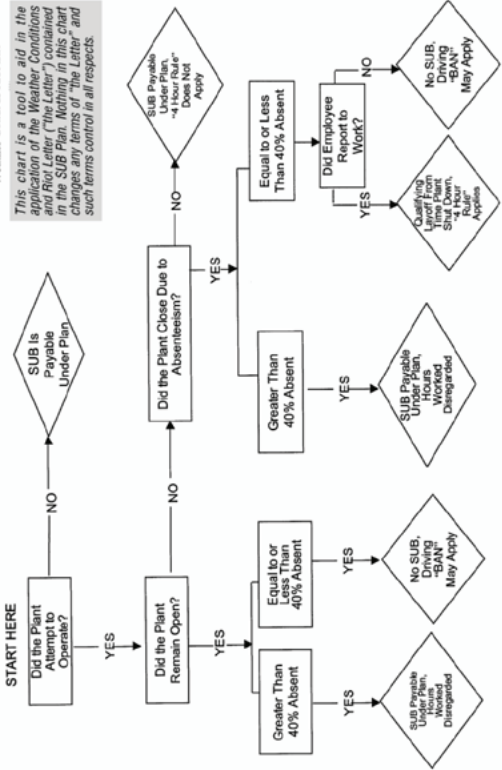 This chart is a tool to aid in the
application of the Weather Conditions
and Riot Letter ("the Letter") contained
in the SUB Plan. Nothing in this chart
changes any terms of "the Letter" and
such terms control in all respects.
START HERE
Did the Plant
Attempt to
Operate?
NO
SUB Is
Payable
Under Plan
YES
Did the Plant
Remain Open?
NO
Did the Plant Close Due to
Absenteeism?
NO
SUB Payable
Under Plan,
"4 Hour Rule"
Does Not
Apply
YES
YES
Greater Than
40% Absent
Equal to or
Less Than
40% Absent
Greater Than
40% Absent
Equal to or Less
Than 40% Absent
YES
YES
YES
Did Employee
Report to
Work?
YES
NO
SUB Payable
Under Plan,
Hours
Worked
Disregarded
No SUB,
Driving
"BAN"
May Apply
SUB Payable
Under Plan,
Hours
Worked
Disregarded
Qualifying
Layoff From
Time Plant
Shut Down,
"4 Hour
Rule"
Applies
No SUB,
Driving
"BAN"
May Apply